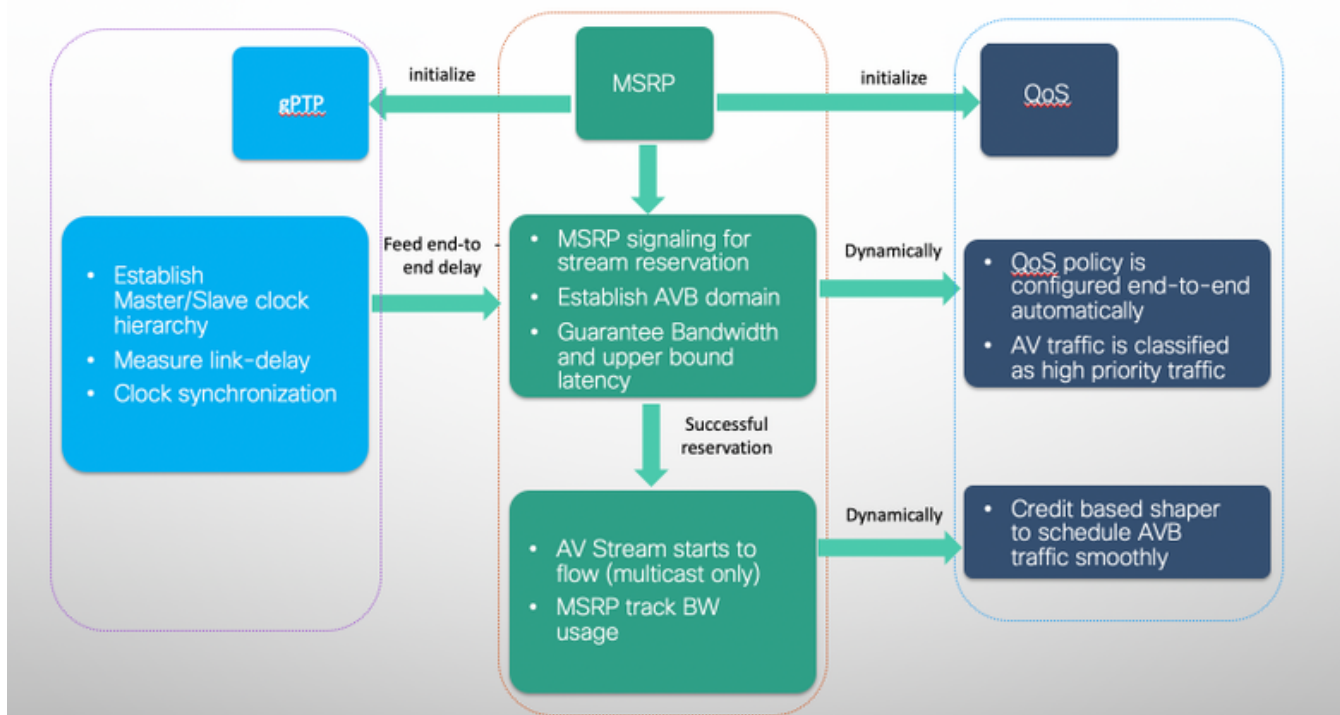 initialize
MSRP
initialize
gPTP
QoS
• Establish
Master/Slave clock
hierarchy
• Measure link-delay
• Clock synchronization
Feed end-to -
end delay
• MSRP signaling for
stream reservation
• Establish AVB domain
• Guarantee Bandwidth
and upper bound
latency
Dynamically
• QoS policy is
configured end-to-end
automatically
• AV traffic is classified
as high priority traffic
Successful
reservation
• AV Stream starts to
flow (multicast only)
• MSRP track BW
usage
Dynamically
• Credit based shaper
to schedule AVB
traffic smoothly